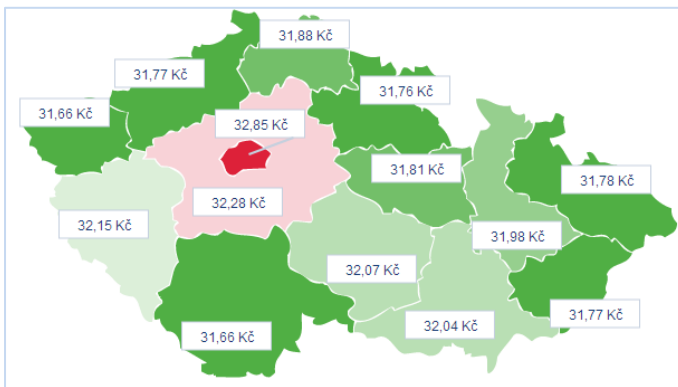 31,88 Kč
31,77 Kč
31,76 Kč
31,66 Kč
32,85 Kč
31,81 Kč
31,78 Kč
32,28 Kč
32,15 Kč
31,98 Kč
32,07 Kč
31,77 Kč
32,04 Kč
31,66 Kč